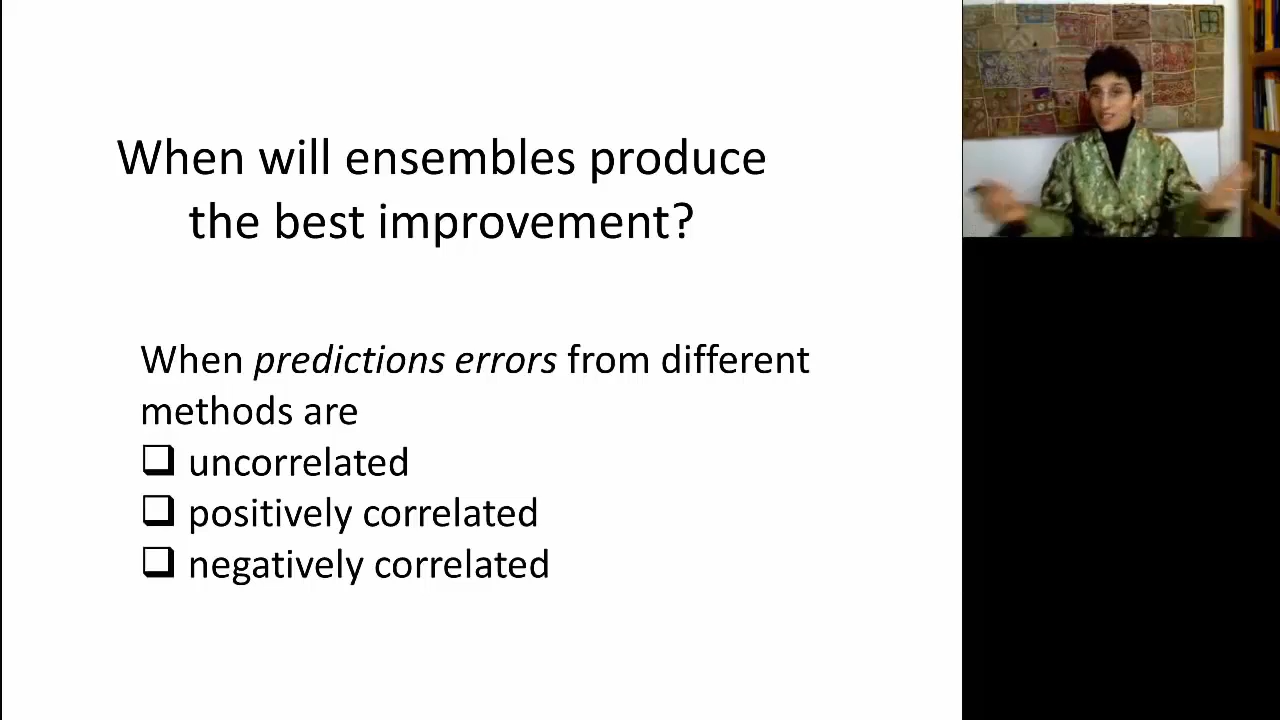 When will ensembles produce
the best improvement?
When predictions errors from different
methods are
❑ uncorrelated
❑ positively correlated
❑ negatively correlated